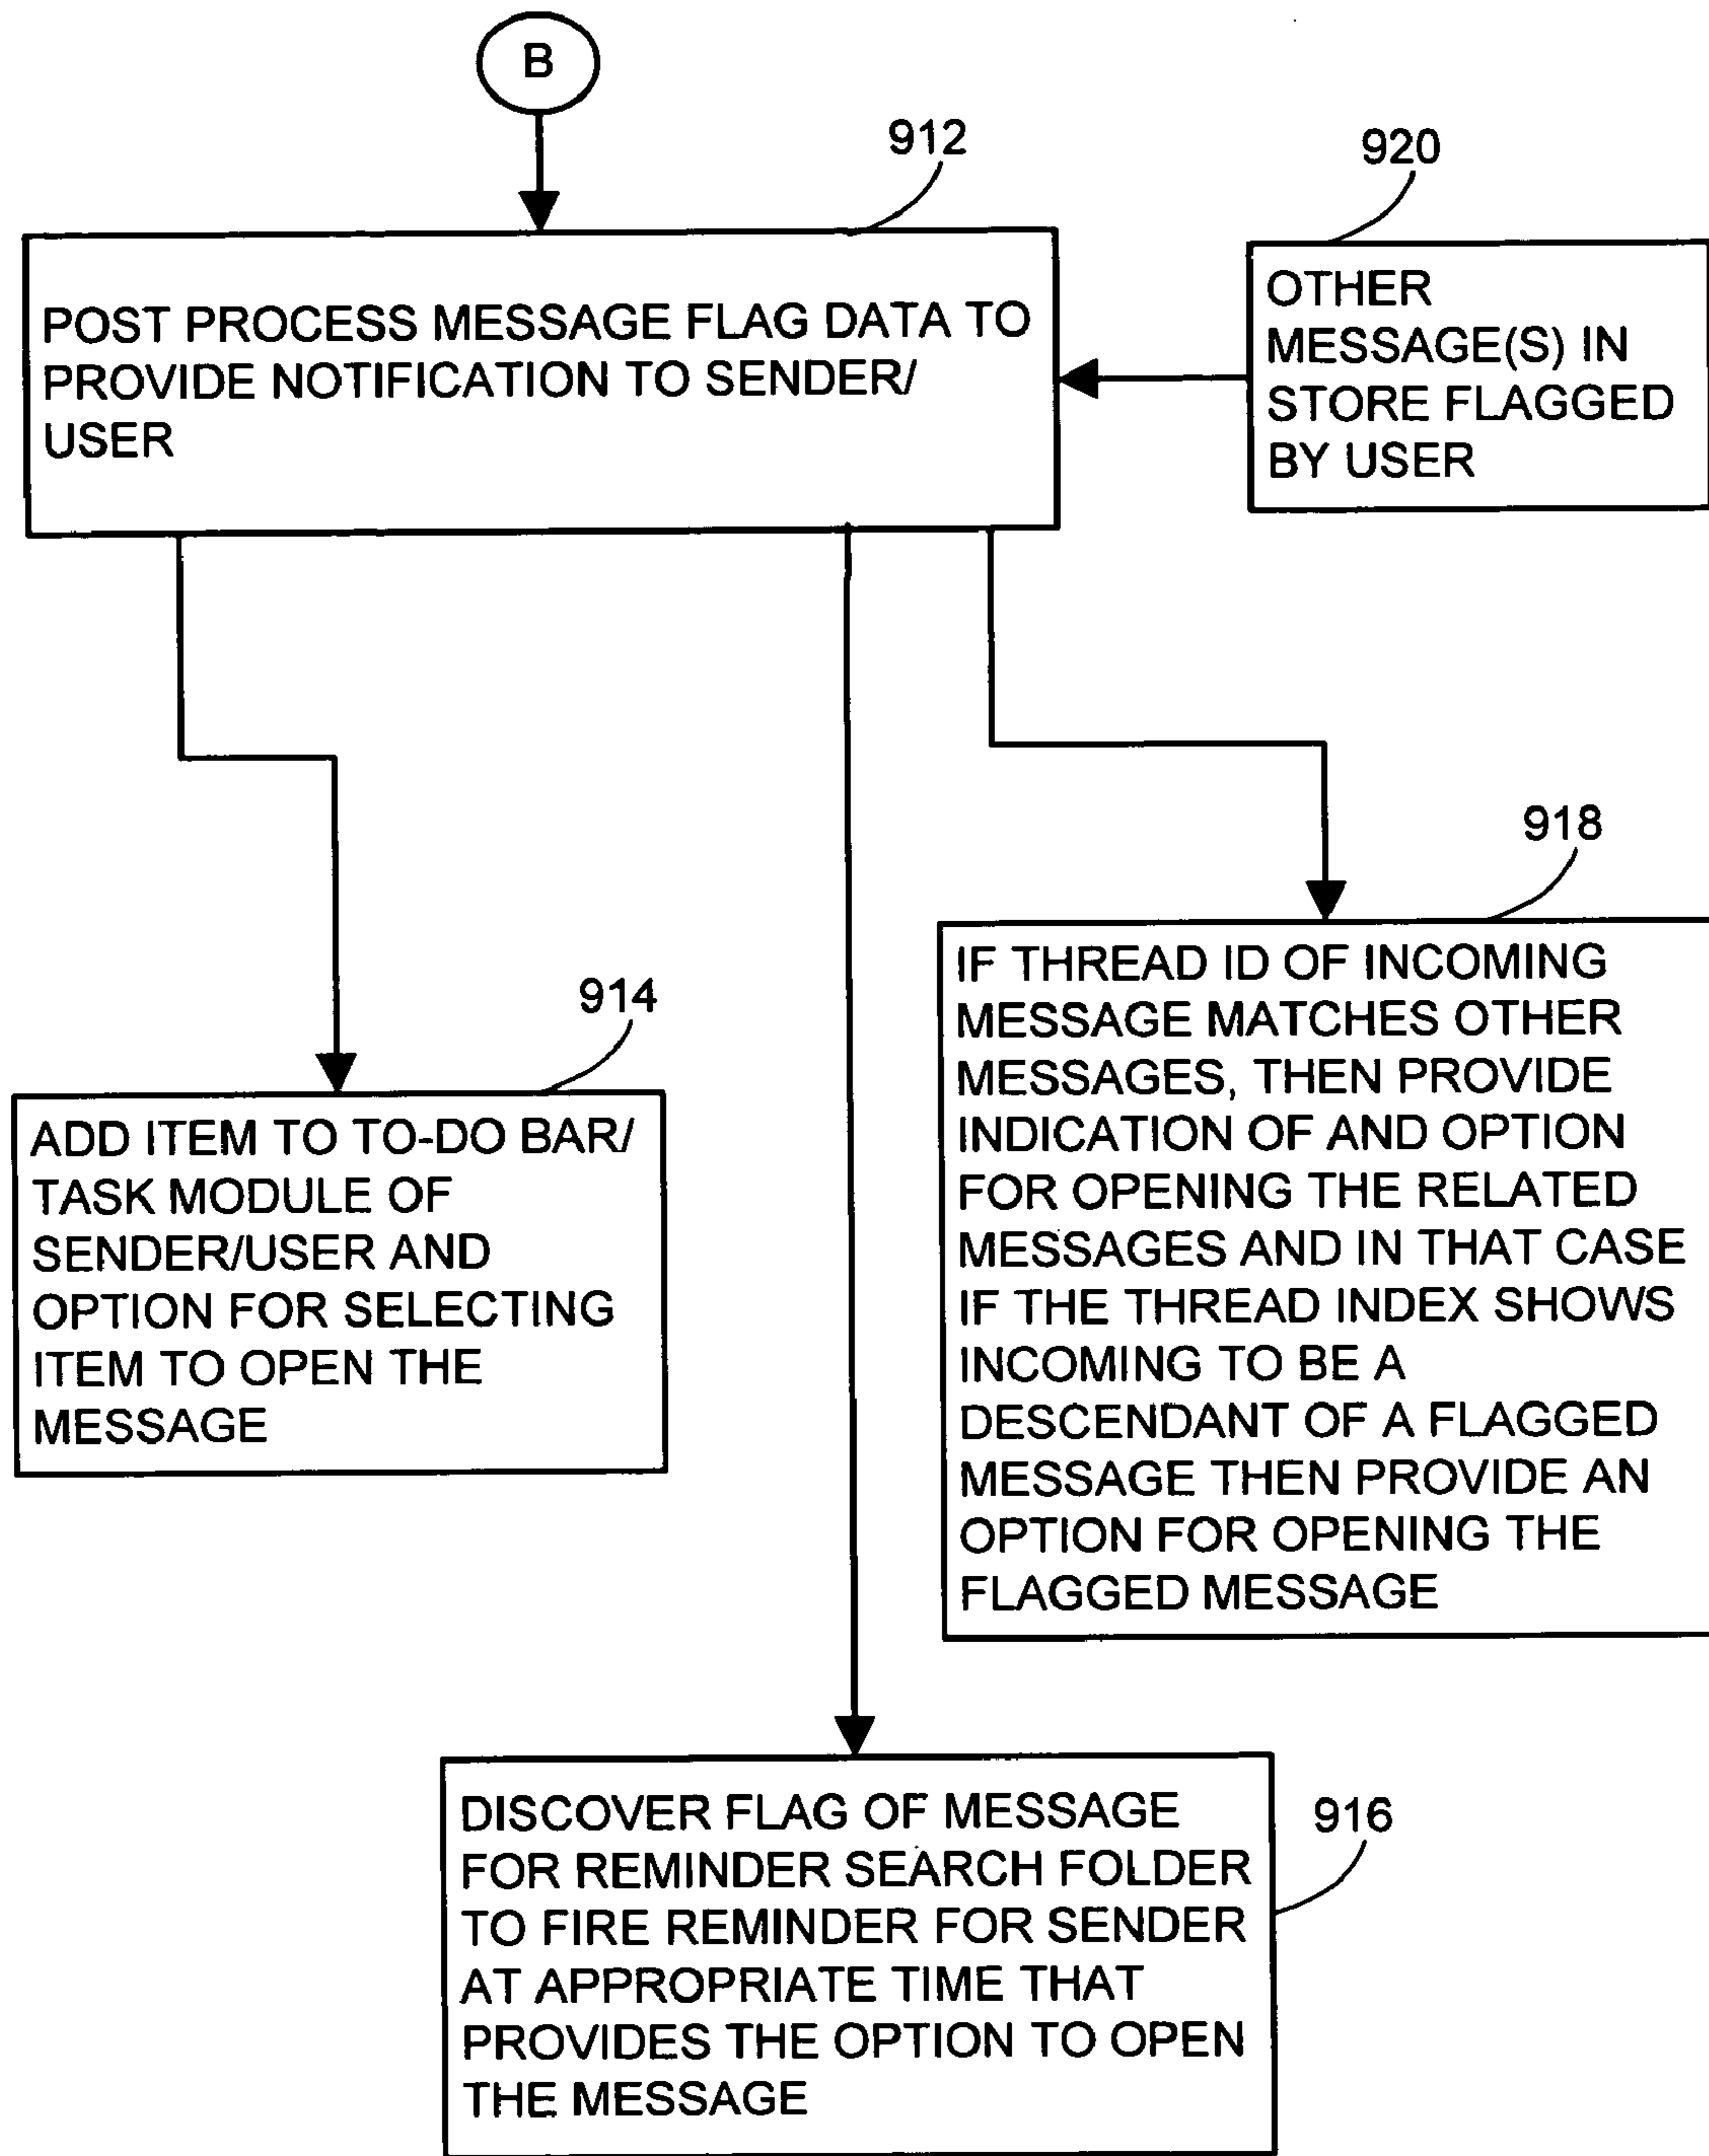 B
912
920
POST PROCESS MESSAGE FLAG DATA TO
PROVIDE NOTIFICATION TO SENDER/
USER
OTHER
MESSAGE(S) IN
STORE FLAGGED
BY USER
918
IF THREAD ID OF INCOMING
MESSAGE MATCHES OTHER
MESSAGES, THEN PROVIDE
INDICATION OF AND OPTION
FOR OPENING THE RELATED
MESSAGES AND IN THAT CASE
IF THE THREAD INDEX SHOWS
INCOMING TO BE A
DESCENDANT OF A FLAGGED
MESSAGE THEN PROVIDE AN
OPTION FOR OPENING THE
FLAGGED MESSAGE
914
ADD ITEM TO TO-DO BAR/
TASK MODULE OF
SENDER/USER AND
OPTION FOR SELECTING
ITEM TO OPEN THE
MESSAGE
916
DISCOVER FLAG OF MESSAGE
FOR REMINDER SEARCH FOLDER
TO FIRE REMINDER FOR SENDER
AT APPROPRIATE TIME THAT
PROVIDES THE OPTION TO OPEN
THE MESSAGE